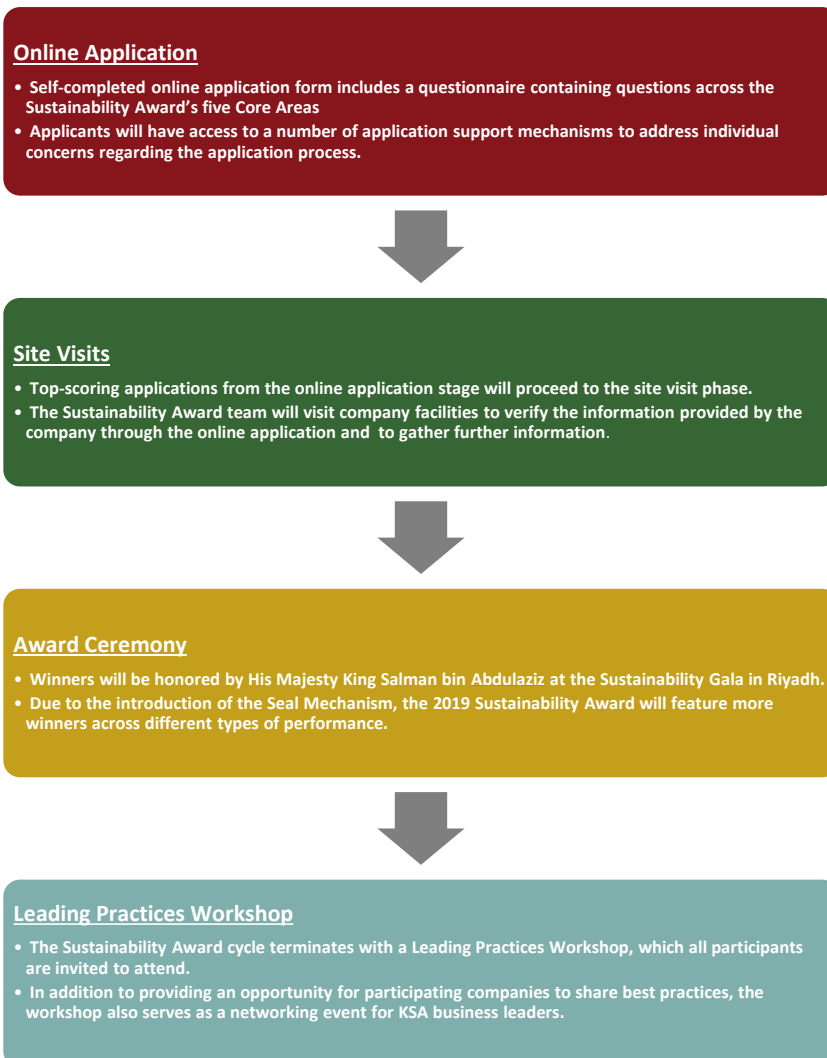 Online Application
• Self-completed online application form includes a questionnaire containing questions across the
Sustainability Award’s five Core Areas
• Applicants will have access to a number of application support mechanisms to address individual
concerns regarding the application process.
Site Visits
• Top-scoring applications from the online application stage will proceed to the site visit phase.
• The Sustainability Award team will visit company facilities to verify the information provided by the
company through the online application and  to gather further information.
Award Ceremony
• Winners will be honored by His Majesty King Salman bin Abdulaziz at the Sustainability Gala in Riyadh.
• Due to the introduction of the Seal Mechanism, the 2019 Sustainability Award will feature more
winners across different types of performance.
Leading Practices Workshop
• The Sustainability Award cycle terminates with a Leading Practices Workshop, which all participants
are invited to attend.
• In addition to providing an opportunity for participating companies to share best practices, the
workshop also serves as a networking event for KSA business leaders.